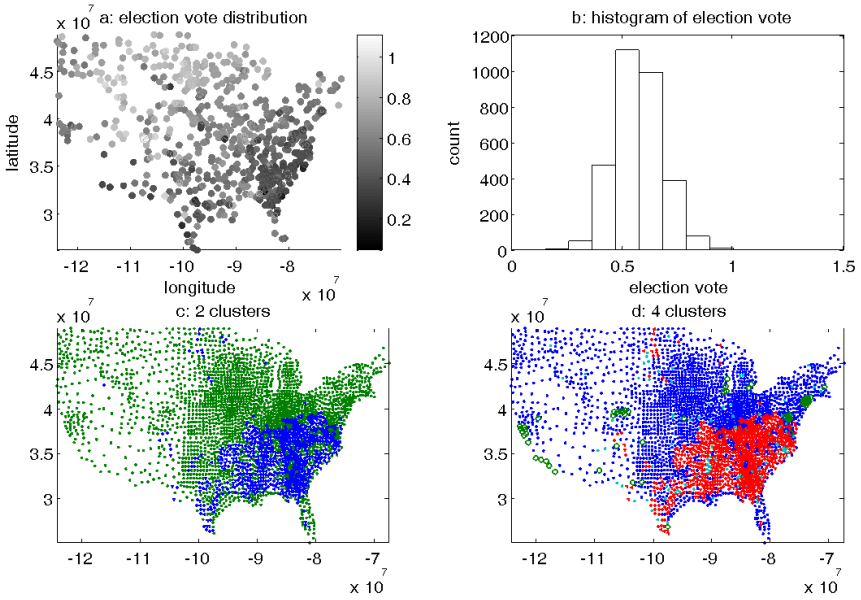 x 10 7
a: election vote distribution
b: histogram of election vote
4.5
4
3.5
3
latitude
-12 -11 -10 -9 -8
longitude
x 10 7
1
0.8
0.6
0.4
0.2
1200
1000
800
600
400
200
0
count
0 0.5 1 1.5
election vote
x 10 7
c: 2 clusters
4.5
4
3.5
3
-12 -11 -10 -9 -8 -7
x 10 7
x 10 7
d: 4 clusters
4.5
4
3.5
3
-12 -11 -10 -9 -8 -7
x 10 7